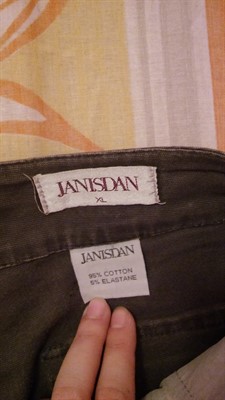 JANISDAN
XL
JANISDAN
95% COTTON
5% ELASTANE